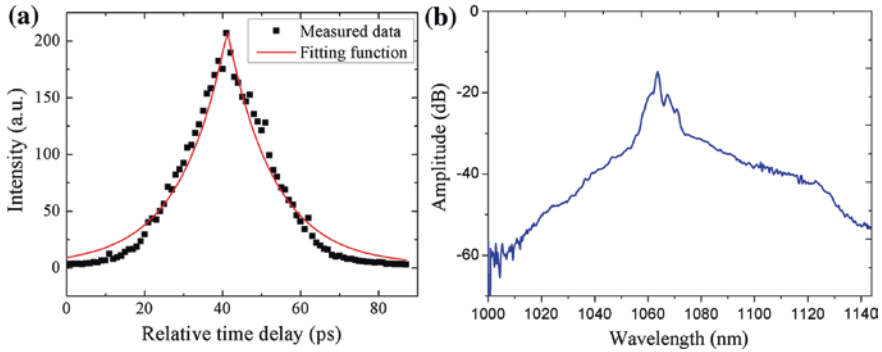 (a)
Measured data
Fitting function
200
150
100
50
0
Intensity (a.u.)
0 20 40 60 80
Relative time delay (ps)
(b)
0
-20
-40
-60
Amplitude (dB)
1000 1020 1040 1060 1080 1100 1120 1140
Wavelength (nm)